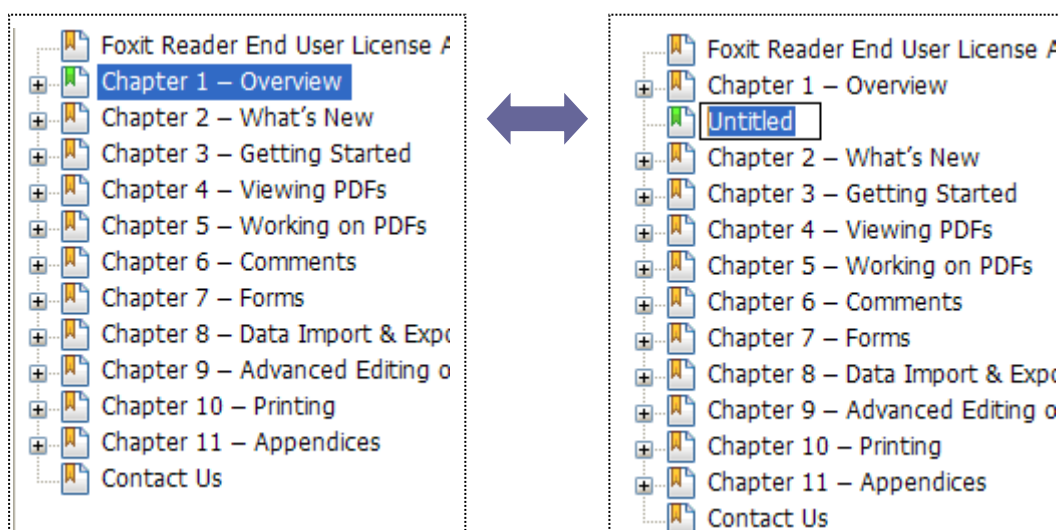 Foxit Reader End User License A
Chapter 1 – Overview
Chapter 2 – What's New
Chapter 3 – Getting Started
Chapter 4 – Viewing PDFs
Chapter 5 – Working on PDFs
Chapter 6 – Comments
Chapter 7 – Forms
Chapter 8 – Data Import & Expo
Chapter 9 – Advanced Editing o
Chapter 10 – Printing
Chapter 11 – Appendices
Contact Us
Foxit Reader End User License A
Chapter 1 – Overview
Untitled
Chapter 2 – What's New
Chapter 3 – Getting Started
Chapter 4 – Viewing PDFs
Chapter 5 – Working on PDFs
Chapter 6 – Comments
Chapter 7 – Forms
Chapter 8 – Data Import & Expo
Chapter 9 – Advanced Editing o
Chapter 10 – Printing
Chapter 11 – Appendices
Contact Us